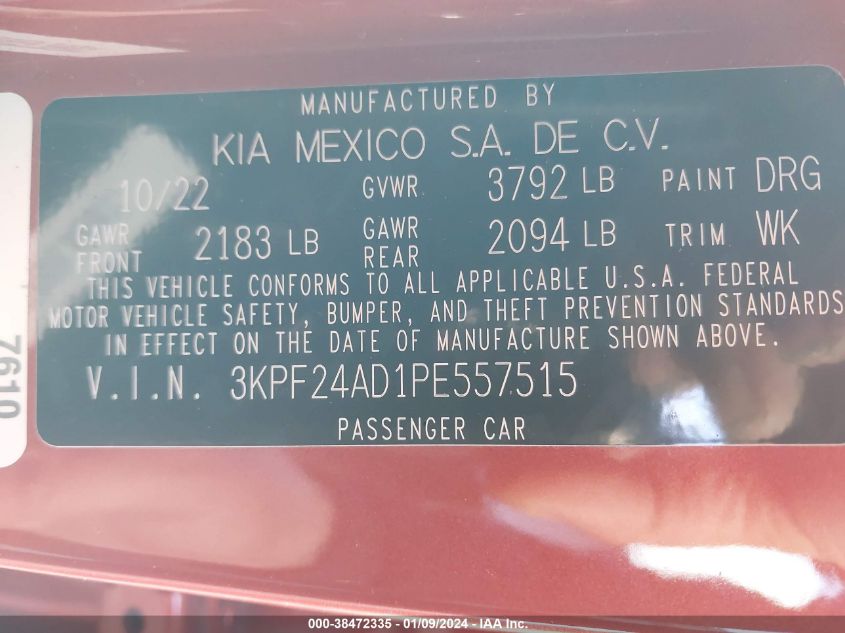 MANUFACTURED BY
KIA MEXICO S.A. DE C.V.
10/22 GVWR 3792 LB PAINT DRG
GAWR FRONT 2183 LB GAWR REAR 2094 LB TRIM WK
THIS VEHICLE CONFORMS TO ALL APPLICABLE U.S.A. FEDERAL
MOTOR VEHICLE SAFETY, BUMPER, AND THEFT PREVENTION STANDARDS
IN EFFECT ON THE DATE OF MANUFACTURE SHOWN ABOVE.
V.I.N. 3KPF24AD1PE557515
PASSENGER CAR
7610
000-38472335 - 01/09/2024 - IAA Inc.